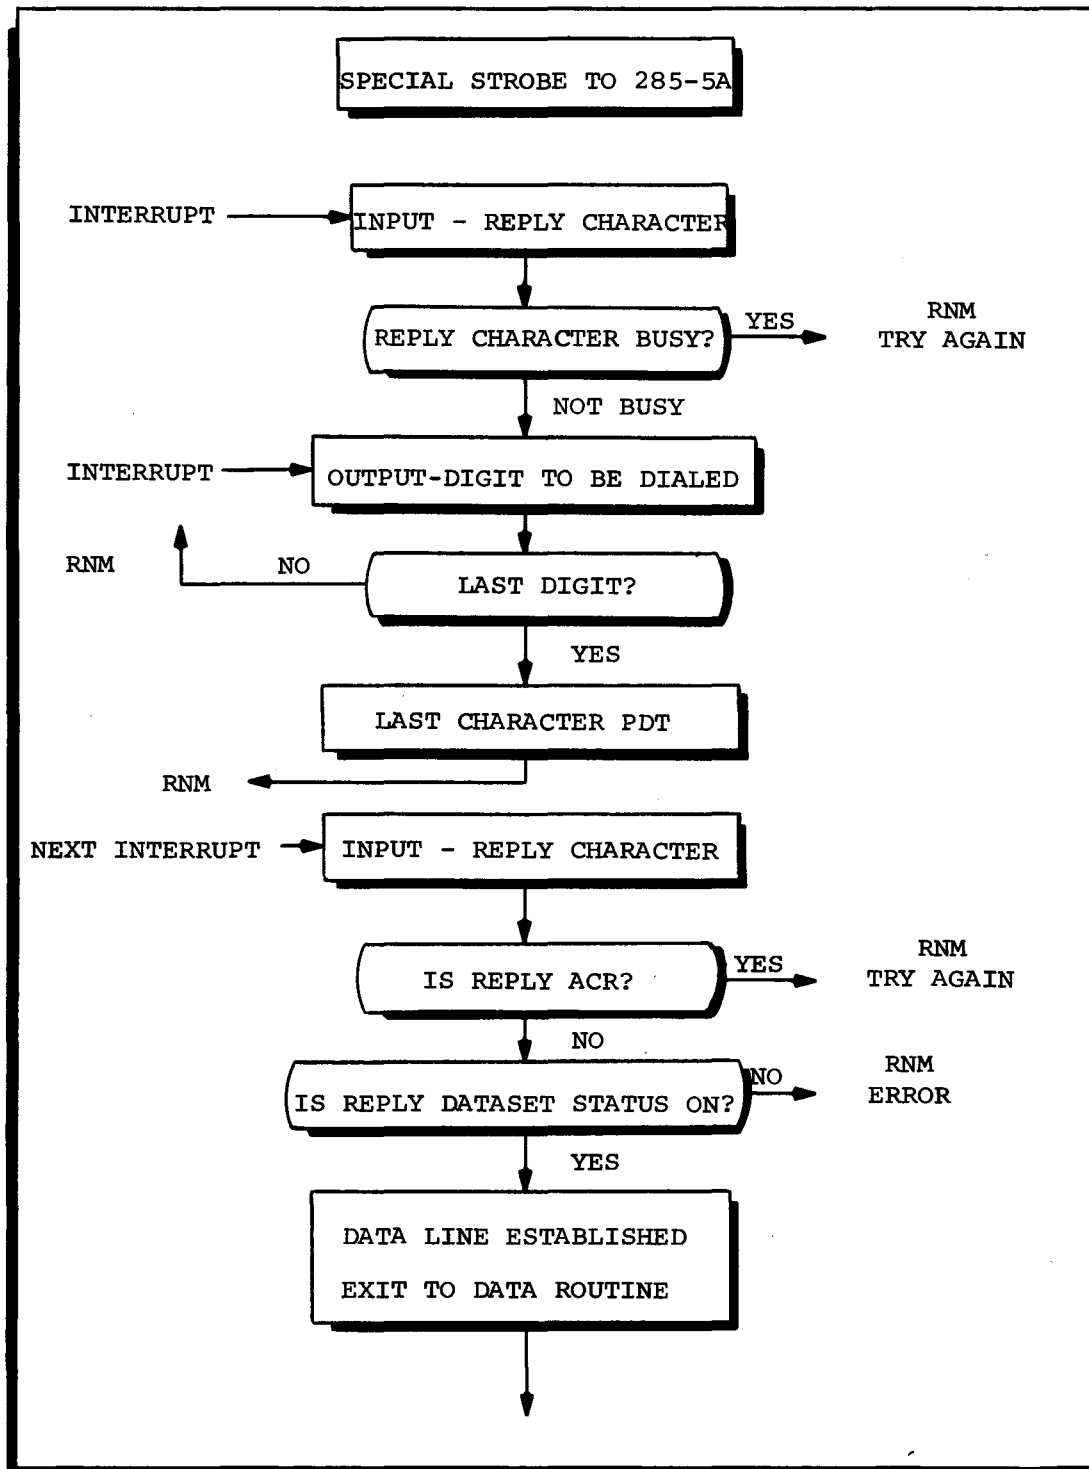 SPECIAL STROBE TO 285-5A
INTERRUPT
INPUT - REPLY CHARACTER
REPLY CHARACTER BUSY?
YES
RNM
TRY AGAIN
NOT BUSY
INTERRUPT
OUTPUT-DIGIT TO BE DIALED
RNM
NO
LAST DIGIT?
YES
LAST CHARACTER PDT
RNM
NEXT INTERRUPT
INPUT - REPLY CHARACTER
IS REPLY ACR?
YES
RNM
TRY AGAIN
NO
IS REPLY DATASET STATUS ON?
NO
RNM
ERROR
YES
DATA LINE ESTABLISHED
EXIT TO DATA ROUTINE